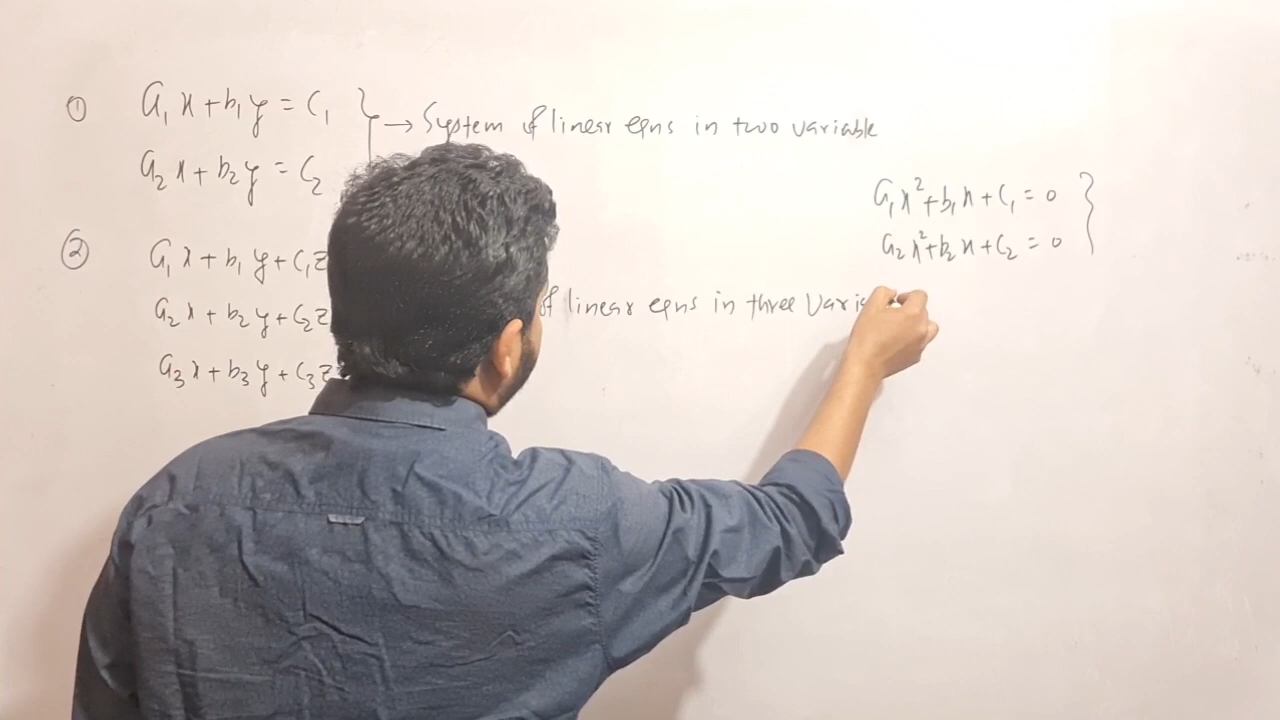 ① a₁x + b₁y = c₁ → System of linear eqns in two variable
a₂x + b₂y = c₂
a₁x² + b₁x + c₁ = 0
a₂x² + b₂x + c₂ = 0
② a₁x + b₁y + c₁z
of linear eqns in three
a₂x + b₂y + c₂z
a₃x + b₃y + c₃z